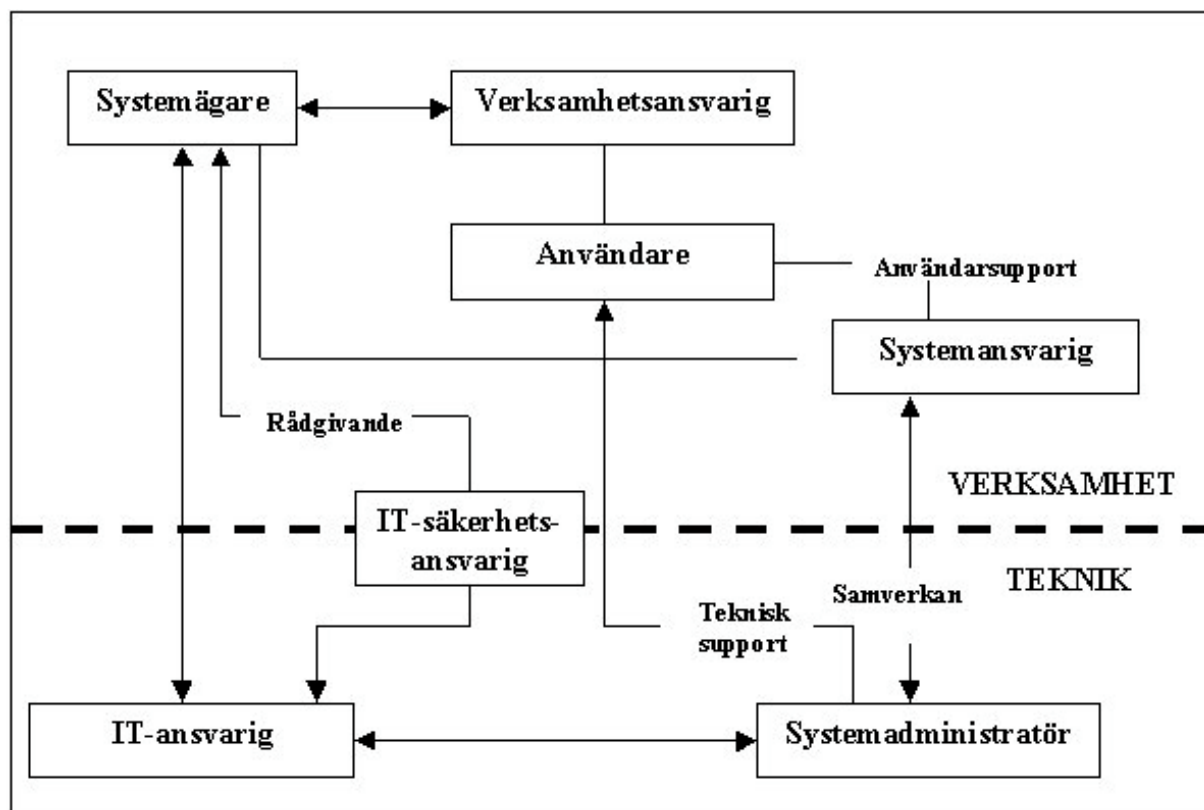 Systemägare
Verksamhetsansvarig
Användare
Användarsupport
Systemansvarig
Rådgivande
VERKSAMHET
IT-säkerhets-
ansvarig
TEKNIK
Samverkan
Teknisk
support
IT-ansvarig
Systemadministratör